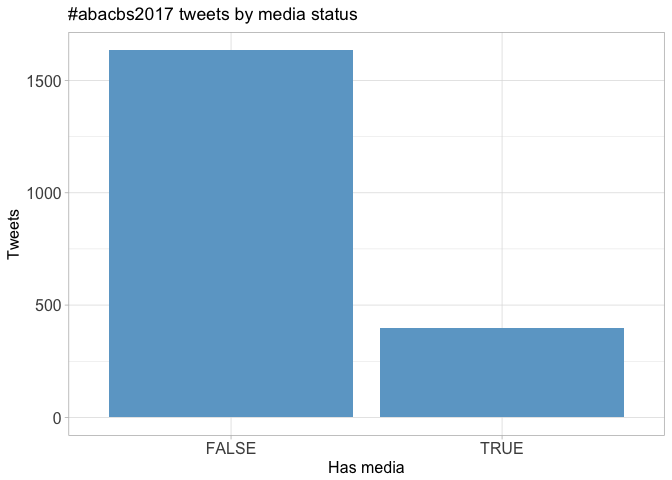 #abacbs2017 tweets by media status
Tweets
1500
1000
500
0
FALSE TRUE
Has media